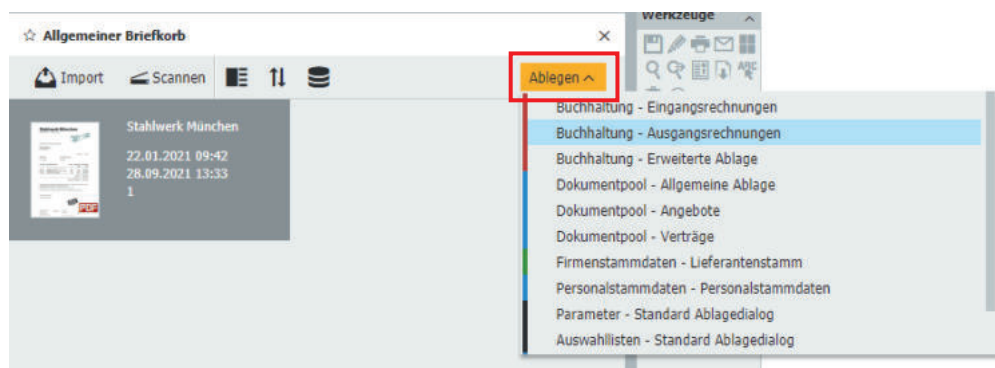 Werkzeuge
Allgemeiner Briefkorb
Import
Scannen
Ablegen
Stahlwerk München
22.01.2021 09:42
28.09.2021 13:33
1
PDF
ABC
Buchhaltung - Eingangsrechnungen
Buchhaltung - Ausgangsrechnungen
Buchhaltung - Erweiterte Ablage
Dokumentpool - Allgemeine Ablage
Dokumentpool - Angebote
Dokumentpool - Verträge
Firmenstammdaten - Lieferantenstamm
Personalstammdaten - Personalstammdaten
Parameter - Standard Ablagedialog
Auswahllisten - Standard Ablagedialog